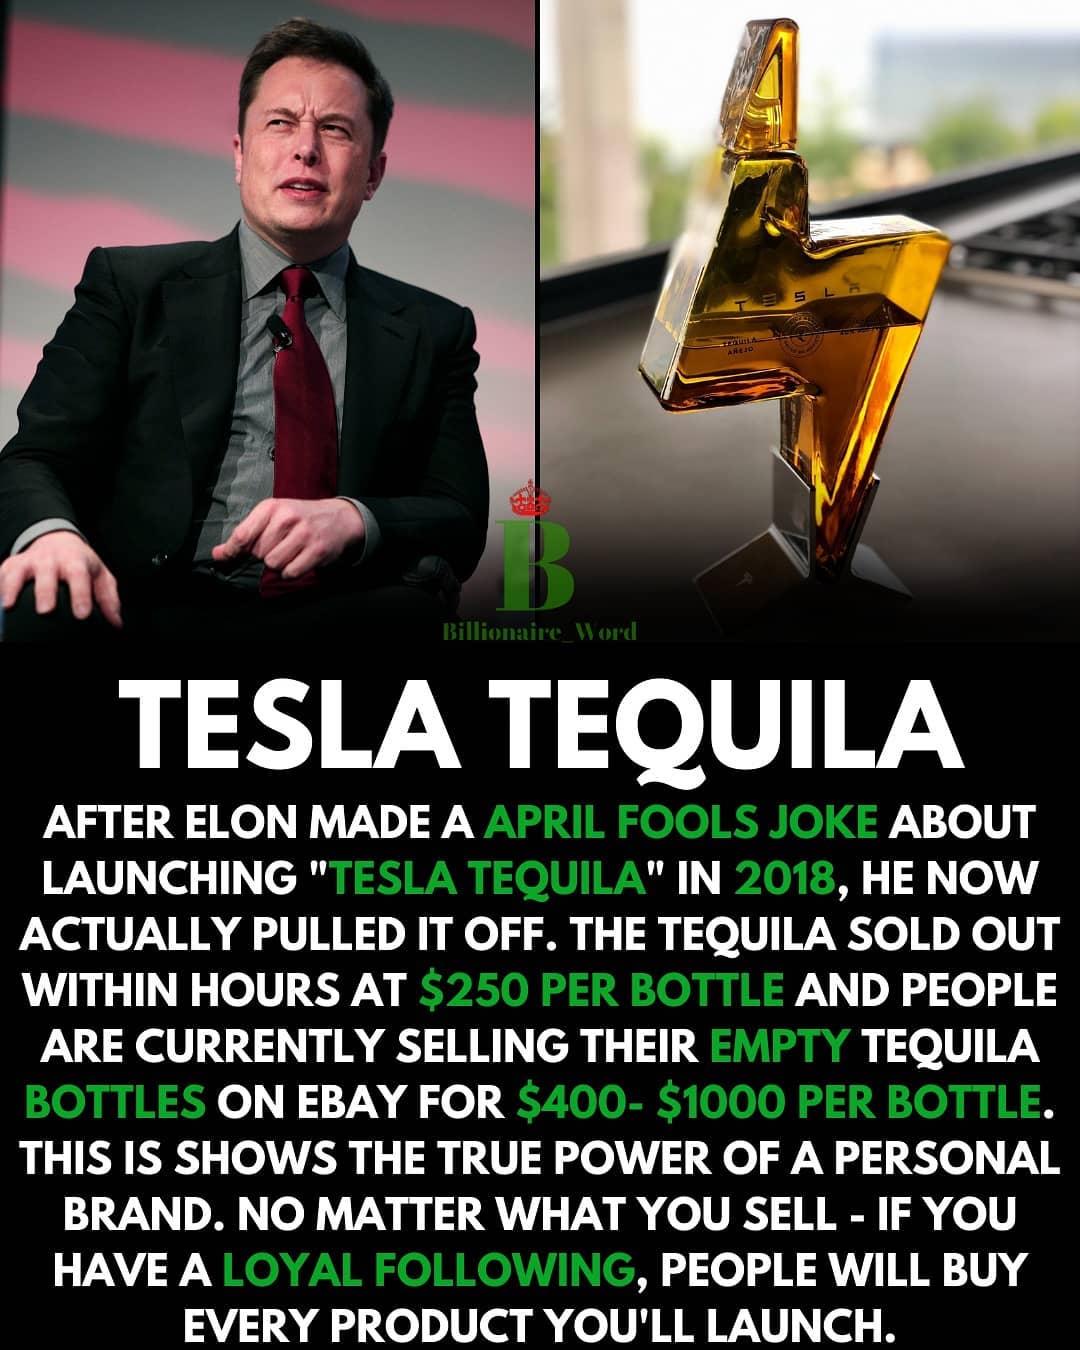 TESLA
TEQUILA
AÑEJO
B
Billionaire_Word
TESLA TEQUILA
AFTER ELON MADE A APRIL FOOLS JOKE ABOUT
LAUNCHING "TESLA TEQUILA" IN 2018, HE NOW
ACTUALLY PULLED IT OFF. THE TEQUILA SOLD OUT
WITHIN HOURS AT $250 PER BOTTLE AND PEOPLE
ARE CURRENTLY SELLING THEIR EMPTY TEQUILA
BOTTLES ON EBAY FOR $400- $1000 PER BOTTLE.
THIS IS SHOWS THE TRUE POWER OF A PERSONAL
BRAND. NO MATTER WHAT YOU SELL - IF YOU
HAVE A LOYAL FOLLOWING, PEOPLE WILL BUY
EVERY PRODUCT YOU'LL LAUNCH.